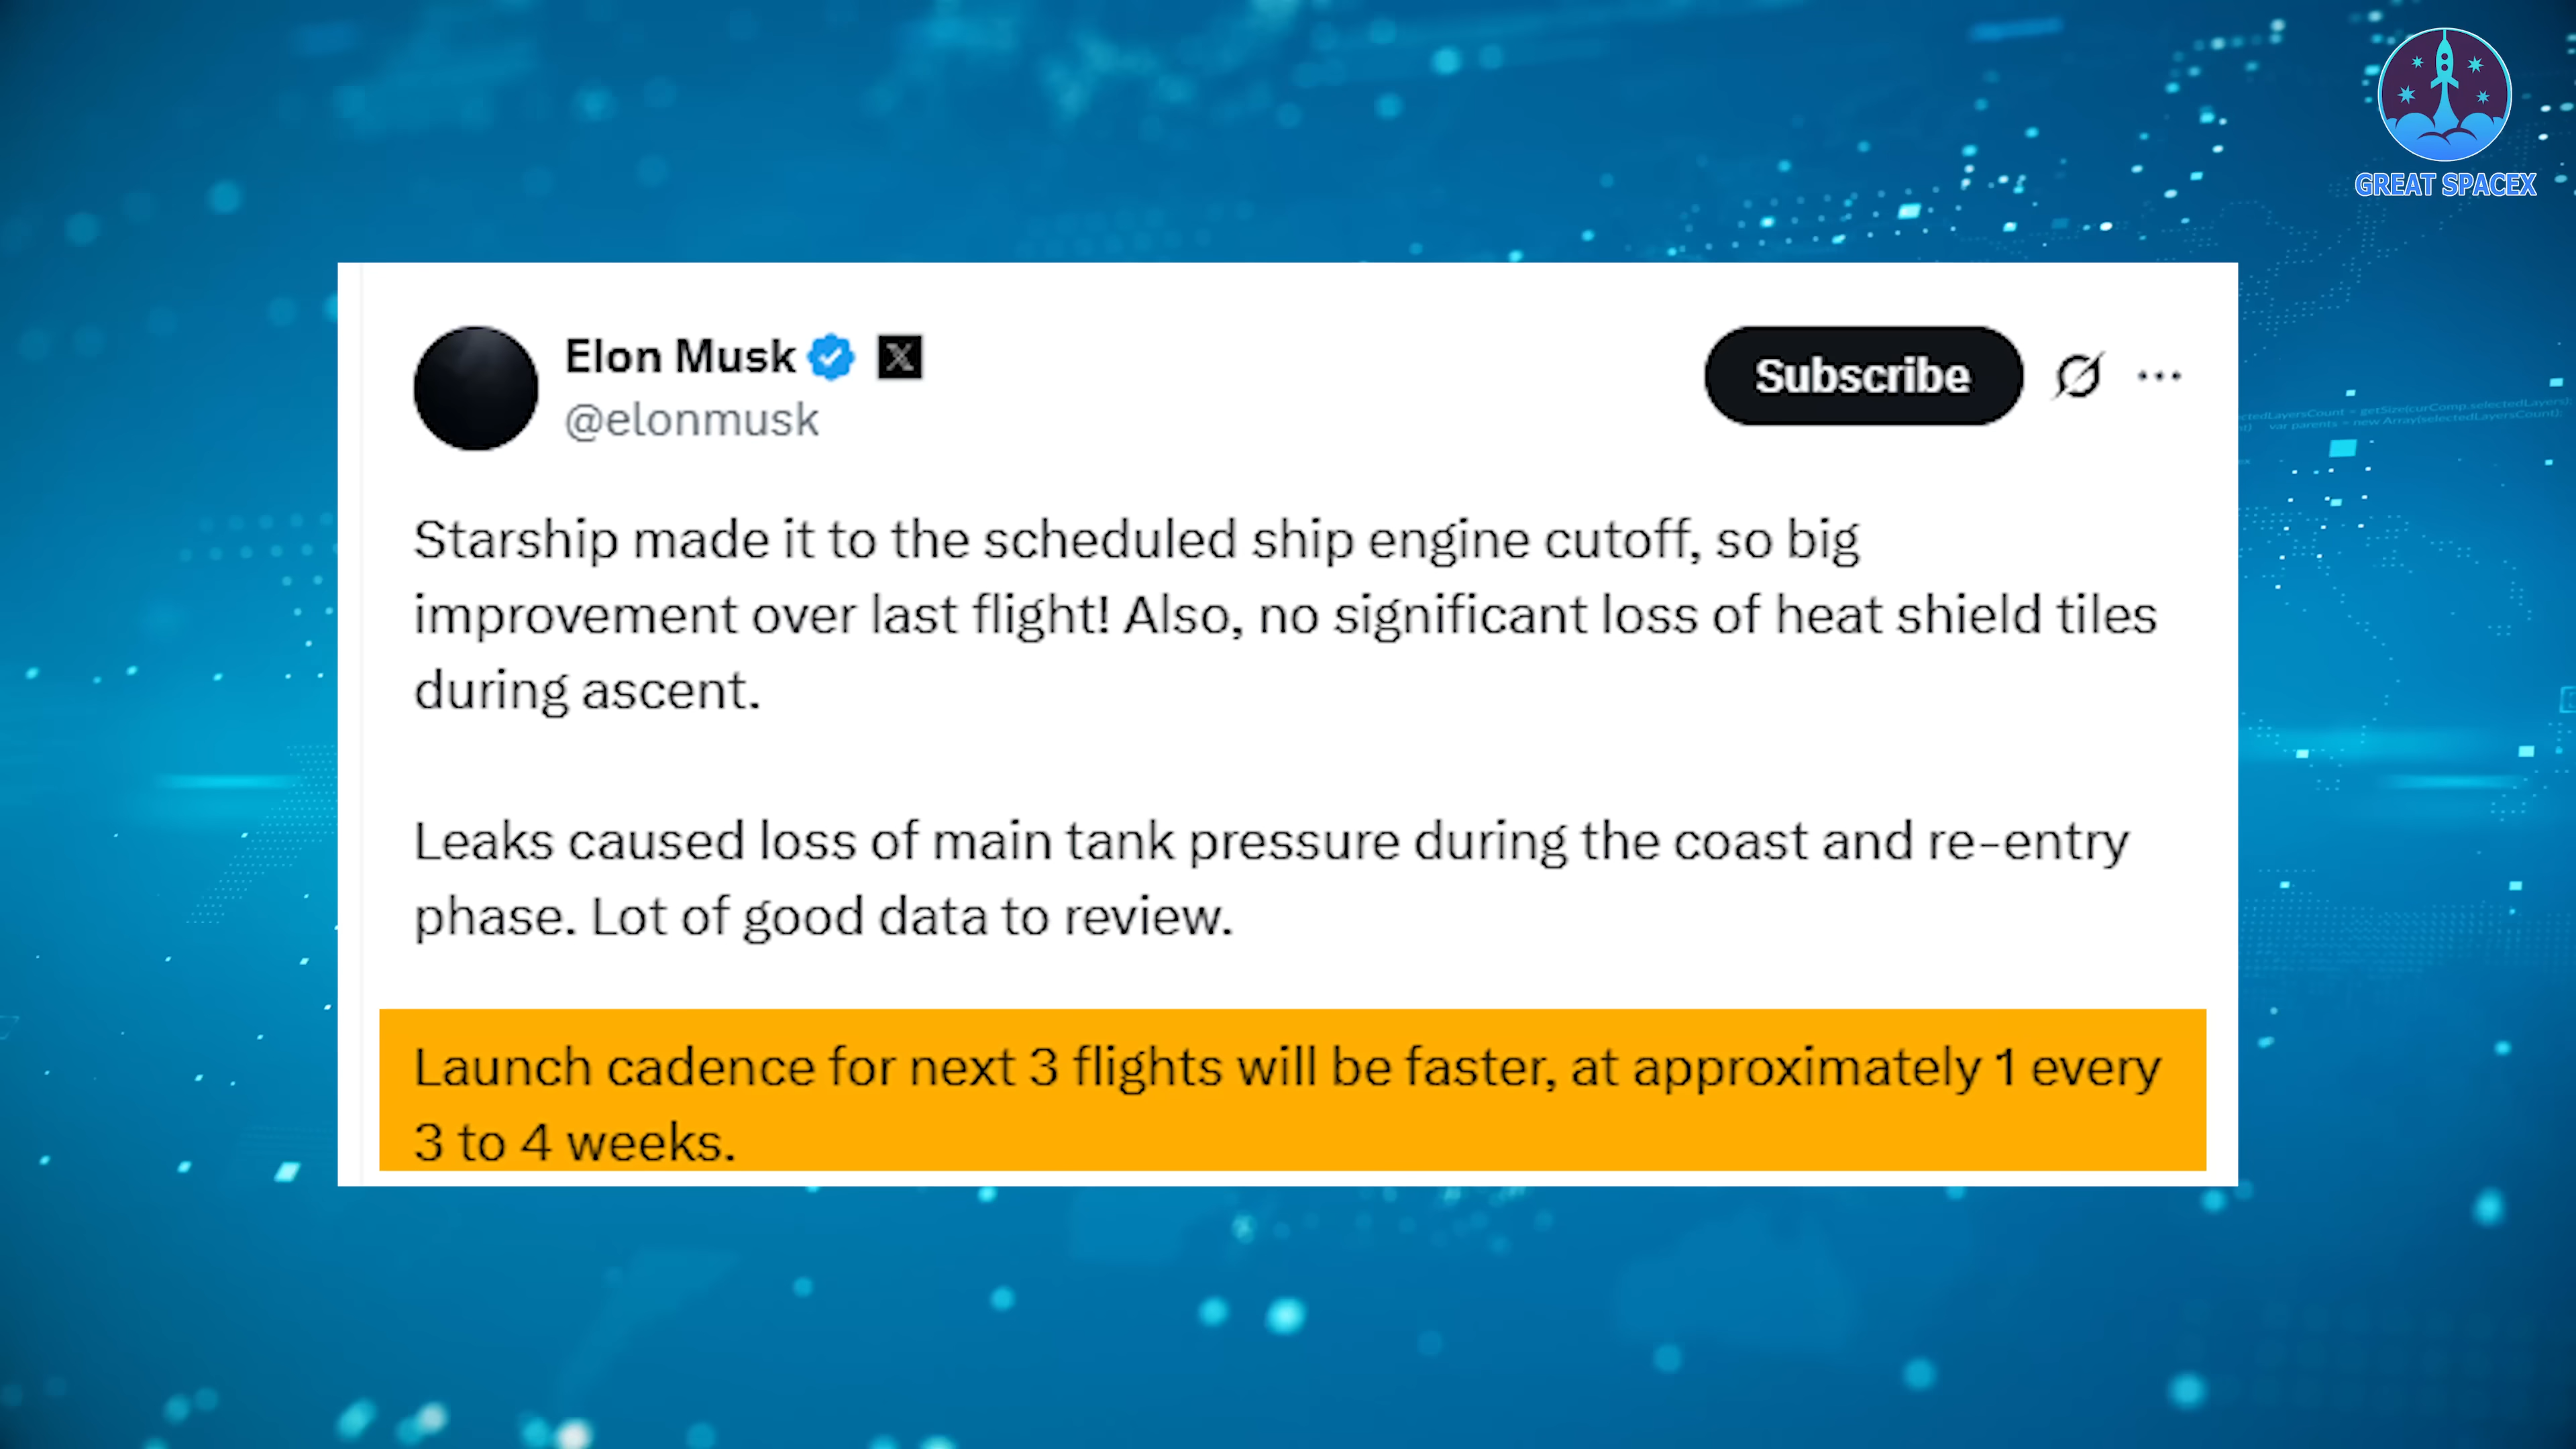 GREAT SPACEX
Elon Musk
@elonmusk
Subscribe
Starship made it to the scheduled ship engine cutoff, so big
improvement over last flight! Also, no significant loss of heat shield tiles
during ascent.
Leaks caused loss of main tank pressure during the coast and re-entry
phase. Lot of good data to review.
Launch cadence for next 3 flights will be faster, at approximately 1 every
3 to 4 weeks.